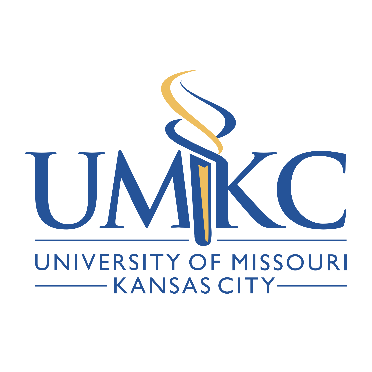 UMKC
UNIVERSITY OF MISSOURI
KANSAS CITY